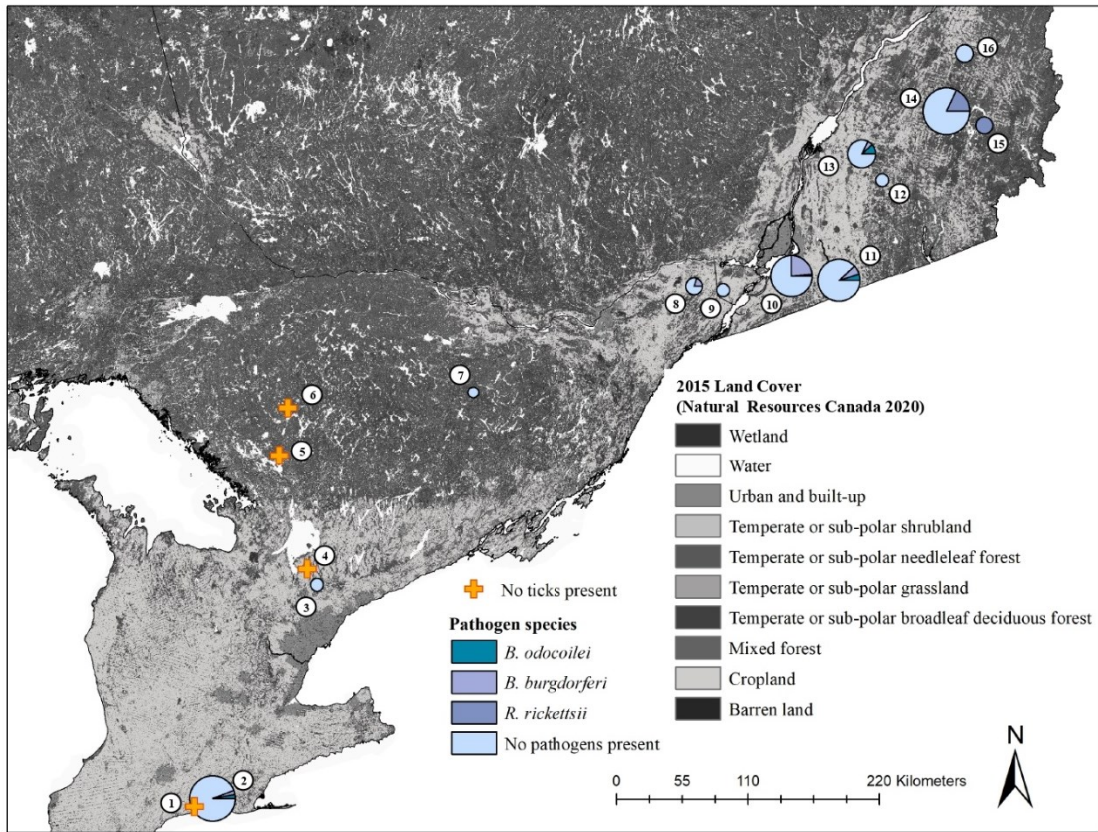 16
14
15
13
12
11
8
9
10
7
6
5
4
3
2
1
2015 Land Cover
(Natural Resources Canada 2020)
Wetland
Water
Urban and built-up
Temperate or sub-polar shrubland
Temperate or sub-polar needleleaf forest
Temperate or sub-polar grassland
Temperate or sub-polar broadleaf deciduous forest
Mixed forest
Cropland
Barren land
No ticks present
Pathogen species
B. odocoilei
B. burgdorferi
R. rickettsii
No pathogens present
N
0 55 110 220 Kilometers